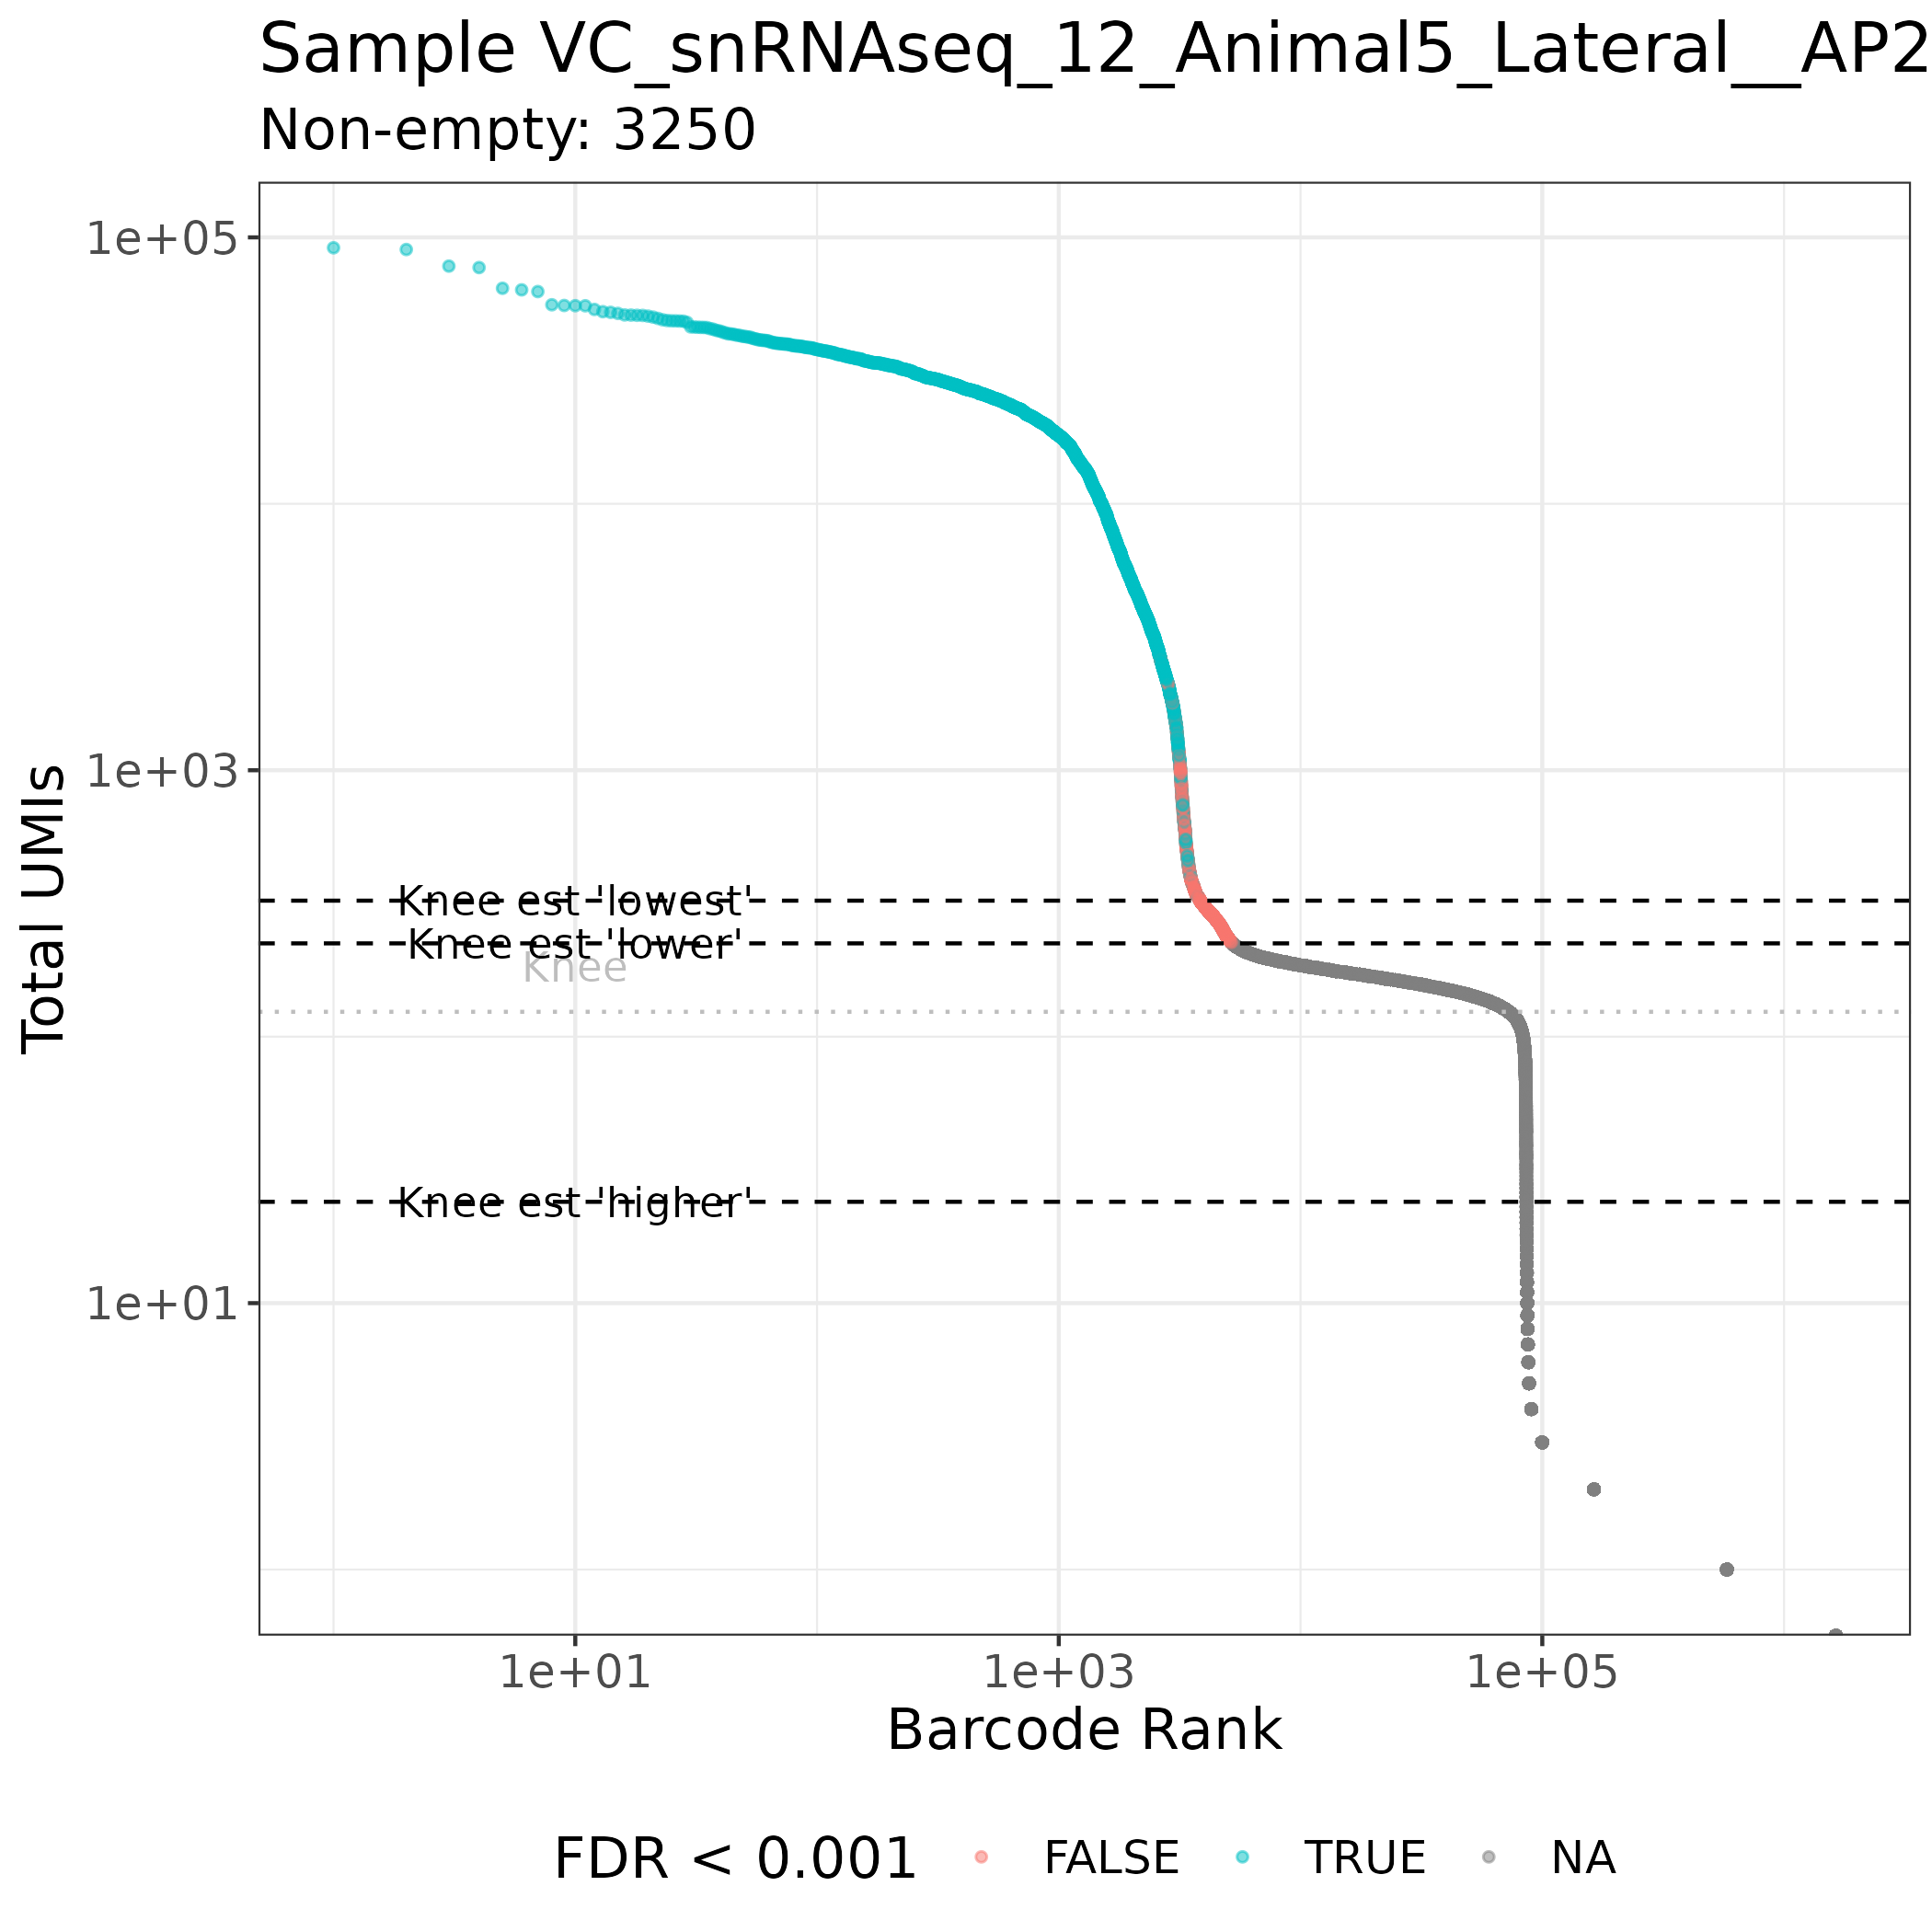 Sample VC_snRNAseq_12_Animal5_Lateral__AP2
Non-empty: 3250
Total UMIs
1e+05
1e+03
Knee est 'lowest'
Knee est 'lower'
Knee
Knee est 'higher'
1e+01
1e+01 1e+03 1e+05
Barcode Rank
FDR < 0.001 FALSE TRUE NA